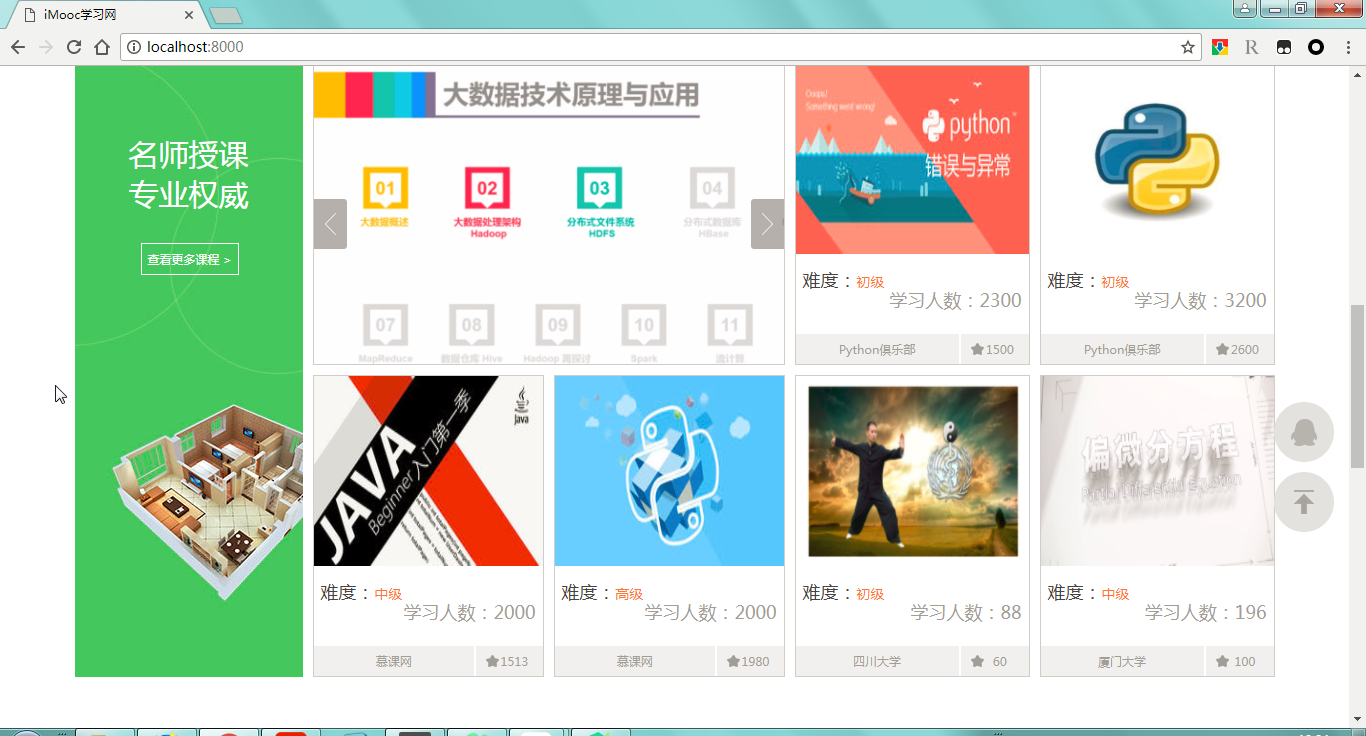 iMooc学习网
localhost:8000
名师授课
专业权威
查看更多课程 >
大数据技术原理与应用
01
大数据概述
02
大数据处理架构
Hadoop
03
分布式文件系统
HDFS
04
分布式数据库
HBase
07
MapReduce
08
数据仓库 Hive
09
Hadoop 再探讨
10
Spark
11
流计算
Ooops!
Something went wrong!
python
错误与异常
难度：初级
学习人数：2300
Python俱乐部
1500
难度：初级
学习人数：3200
Python俱乐部
2600
JAVA
Beginner 入门第一季
java
难度：中级
学习人数：2000
慕课网
1513
难度：高级
学习人数：2000
慕课网
1980
难度：初级
学习人数：88
四川大学
60
偏微分方程
Partial Differential Equation
难度：中级
学习人数：196
厦门大学
100